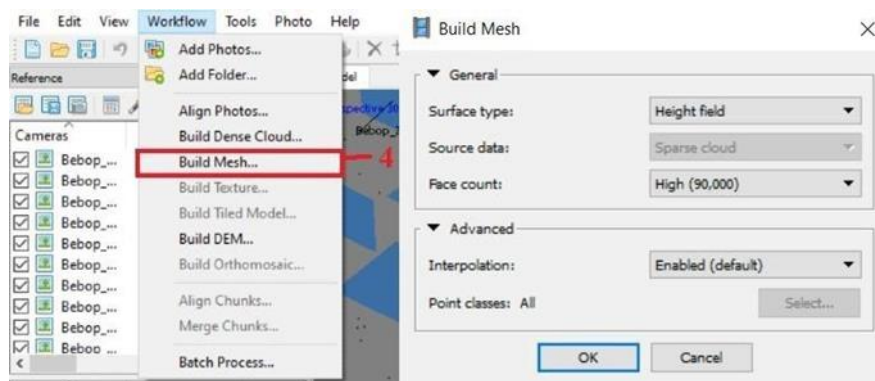 File Edit View Workflow Tools Photo Help
Add Photos...
Add Folder...
Reference
Align Photos...
Build Dense Cloud...
Cameras
Build Mesh...
4
Build Texture...
Build Tiled Model...
Build DEM...
Build Orthomosaic...
Align Chunks...
Merge Chunks...
Batch Process...
Bebop_...
Bebop_...
Bebop_...
Bebop_...
Bebop_...
Bebop_...
Bebop_...
Bebop_...
Bebop_...
Bebop ...
Build Mesh
General
Surface type: Height field
Source data: Sparse cloud
Face count: High (90,000)
Advanced
Interpolation: Enabled (default)
Point classes: All Select...
OK Cancel